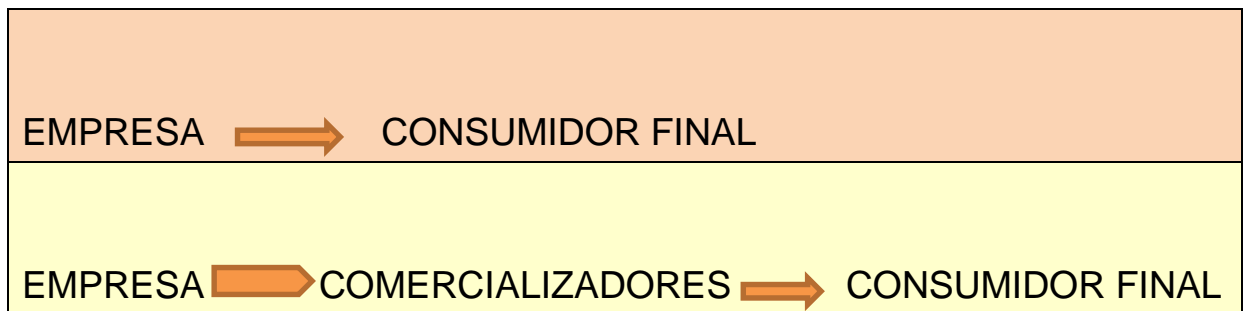 EMPRESA CONSUMIDOR FINAL
EMPRESA COMERCIALIZADORES CONSUMIDOR FINAL